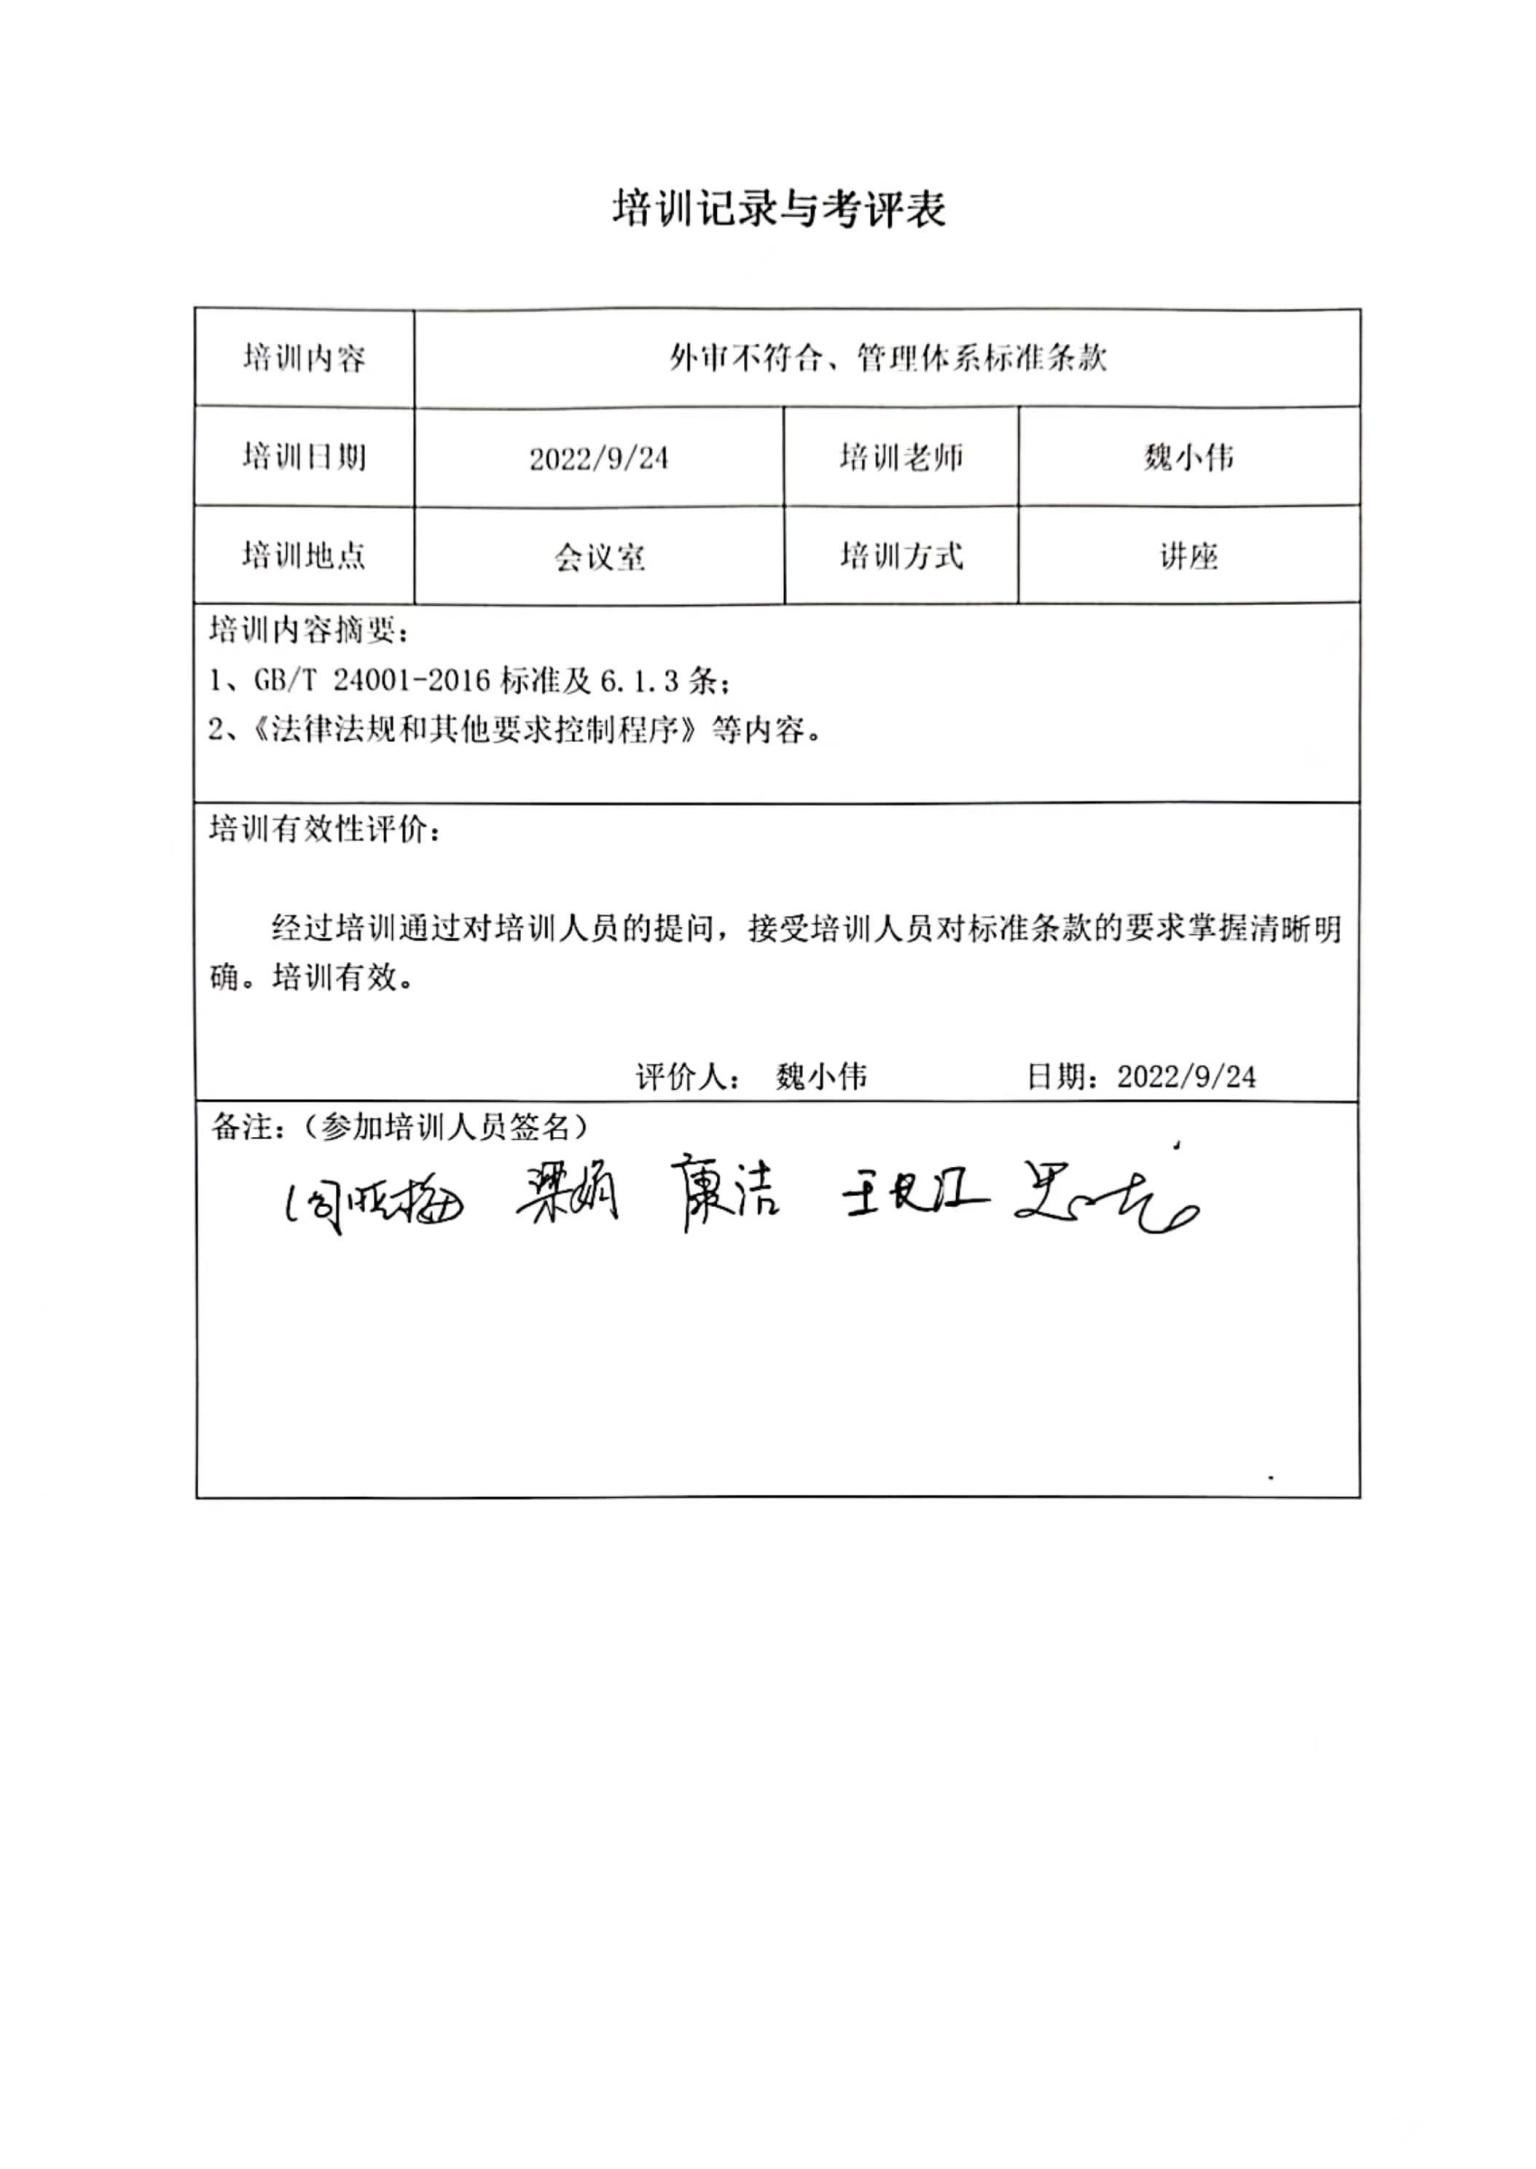 培训记录与考评表
培训内容 外审不符合、管理体系标准条款
培训日期 2022/9/24 培训老师 魏小伟
培训地点 会议室 培训方式 讲座
培训内容摘要：
1、GB/T 24001-2016标准及6.1.3条；
2、《法律法规和其他要求控制程序》等内容。
培训有效性评价：
经过培训通过对培训人员的提问，接受培训人员对标准条款的要求掌握清晰明
确。培训有效。
评价人： 魏小伟 日期：2022/9/24
备注：（参加培训人员签名）
梁娟 康洁